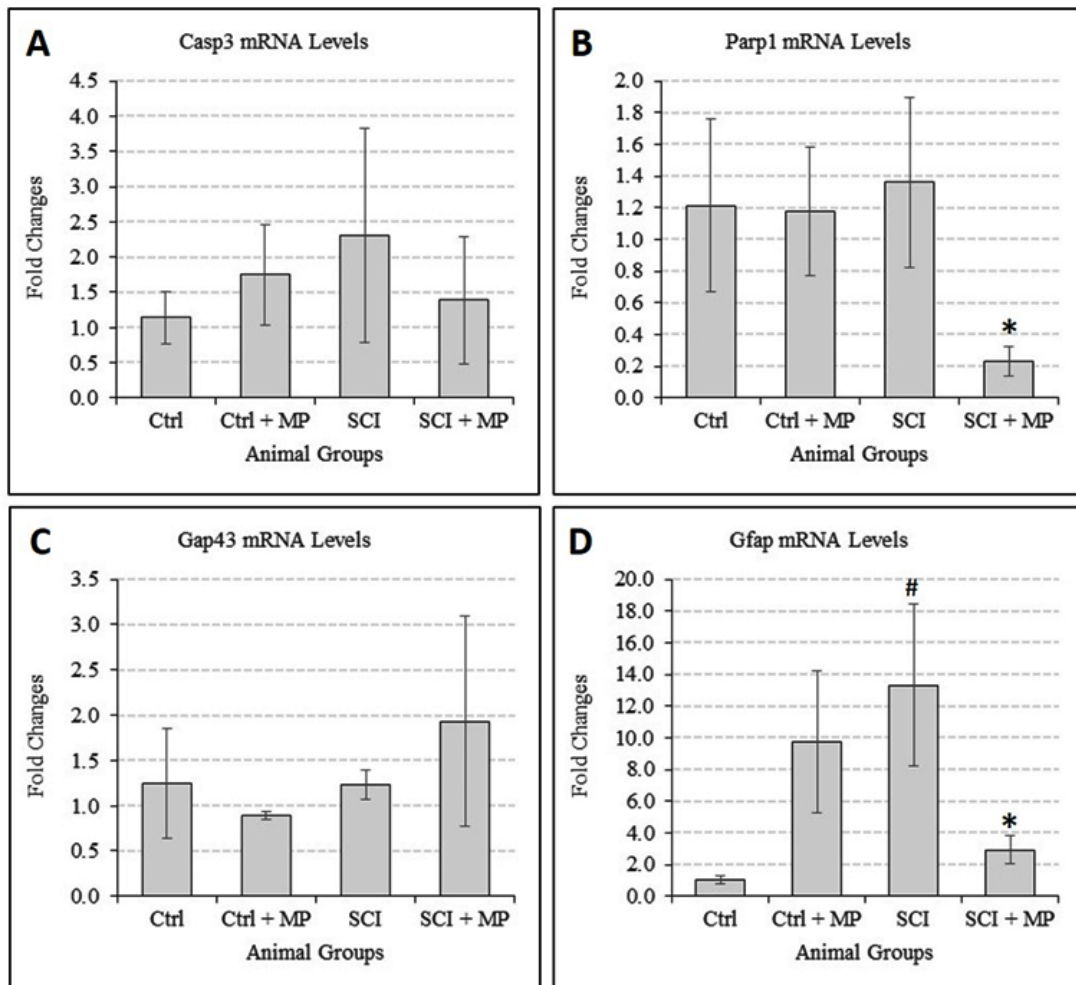 A
Casp3 mRNA Levels
4.5
4.0
3.5
3.0
2.5
2.0
1.5
1.0
0.5
0.0
Fold Changes
Ctrl Ctrl + MP SCI SCI + MP
Animal Groups
B
Parp1 mRNA Levels
2.0
1.8
1.6
1.4
1.2
1.0
0.8
0.6
0.4
0.2
0.0
Fold Changes
*
Ctrl Ctrl + MP SCI SCI + MP
Animal Groups
C
Gap43 mRNA Levels
3.5
3.0
2.5
2.0
1.5
1.0
0.5
0.0
Fold Changes
Ctrl Ctrl + MP SCI SCI + MP
Animal Groups
D
Gfap mRNA Levels
20.0
18.0
16.0
14.0
12.0
10.0
8.0
6.0
4.0
2.0
0.0
Fold Changes
#
*
Ctrl Ctrl + MP SCI SCI + MP
Animal Groups